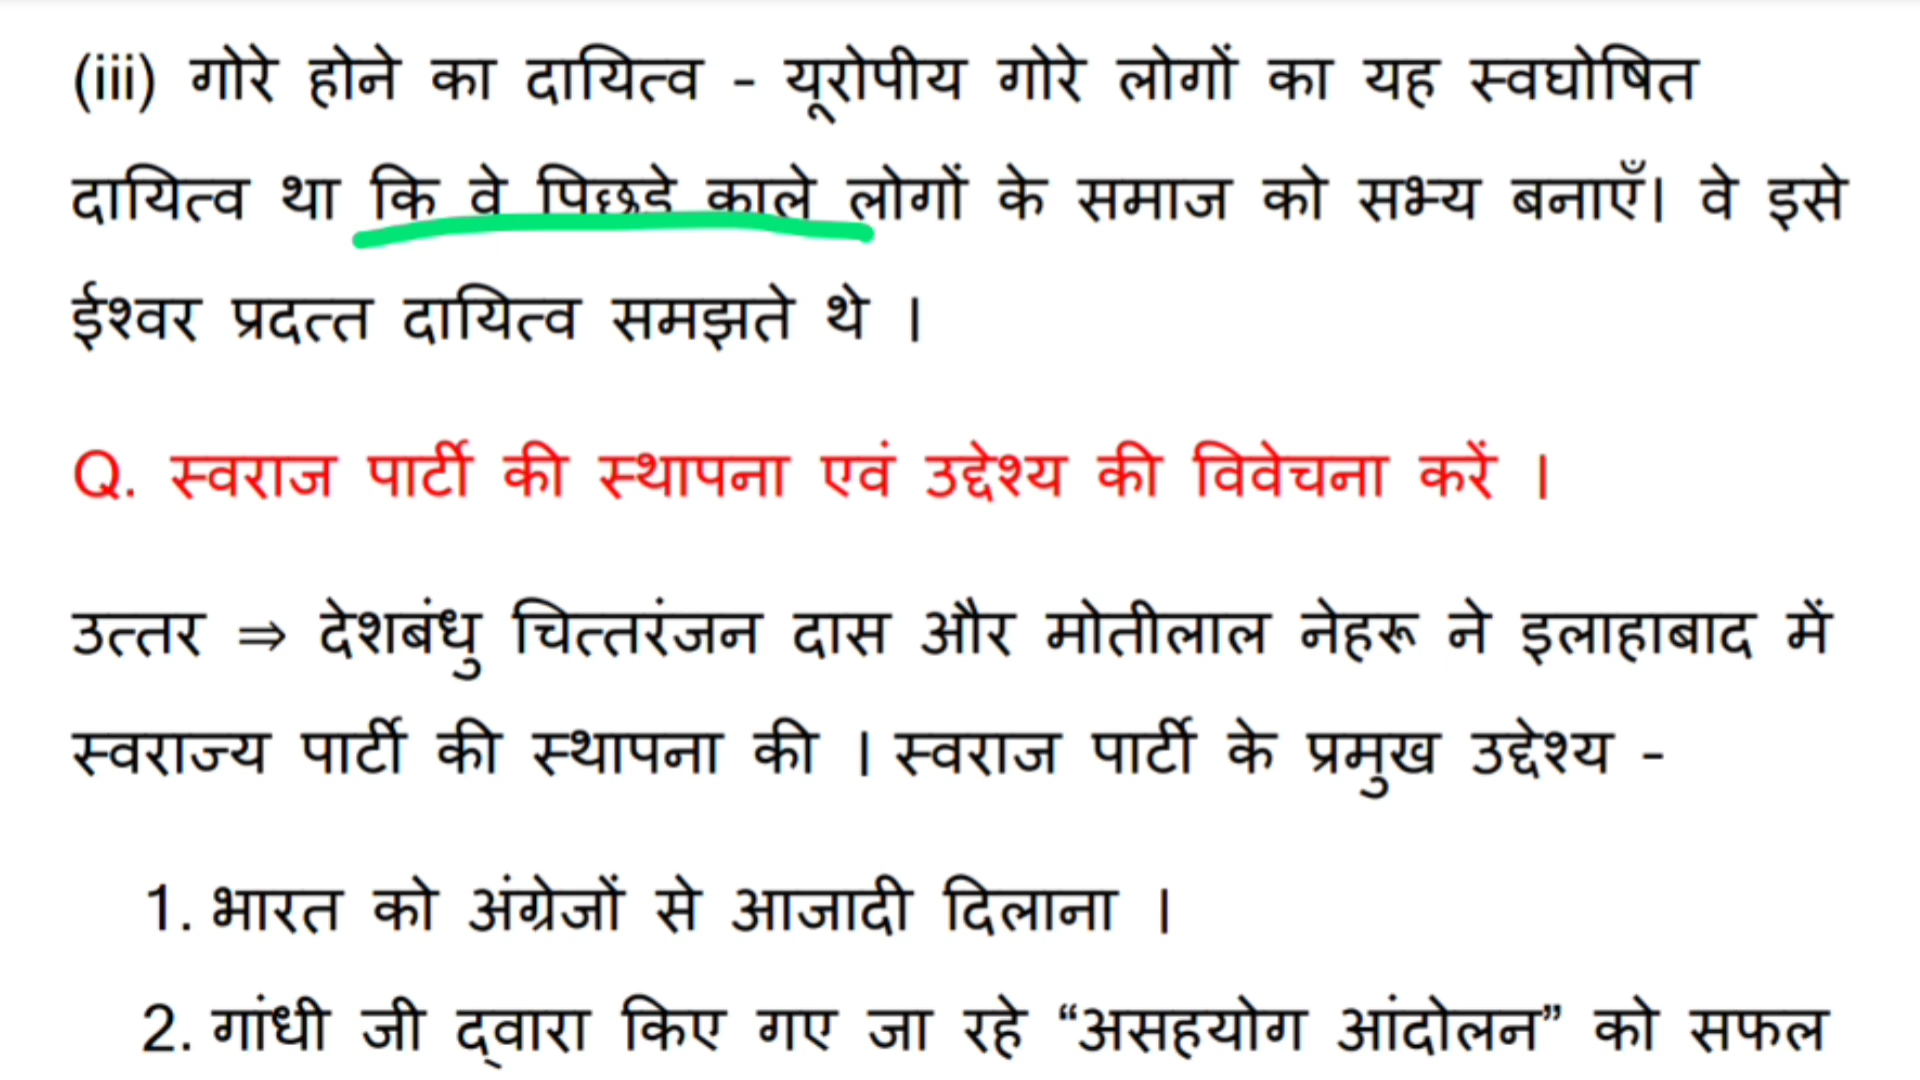 (iii) गोरे होने का दायित्व - यूरोपीय गोरे लोगों का यह स्वघोषित
दायित्व था कि वे पिछड़े काले लोगों के समाज को सभ्य बनाएँ। वे इसे
ईश्वर प्रदत्त दायित्व समझते थे ।
Q. स्वराज पार्टी की स्थापना एवं उद्देश्य की विवेचना करें ।
उत्तर ⇒ देशबंधु चित्तरंजन दास और मोतीलाल नेहरू ने इलाहाबाद में
स्वराज्य पार्टी की स्थापना की । स्वराज पार्टी के प्रमुख उद्देश्य -
1. भारत को अंग्रेजों से आजादी दिलाना ।
2. गांधी जी द्वारा किए गए जा रहे “असहयोग आंदोलन” को सफल